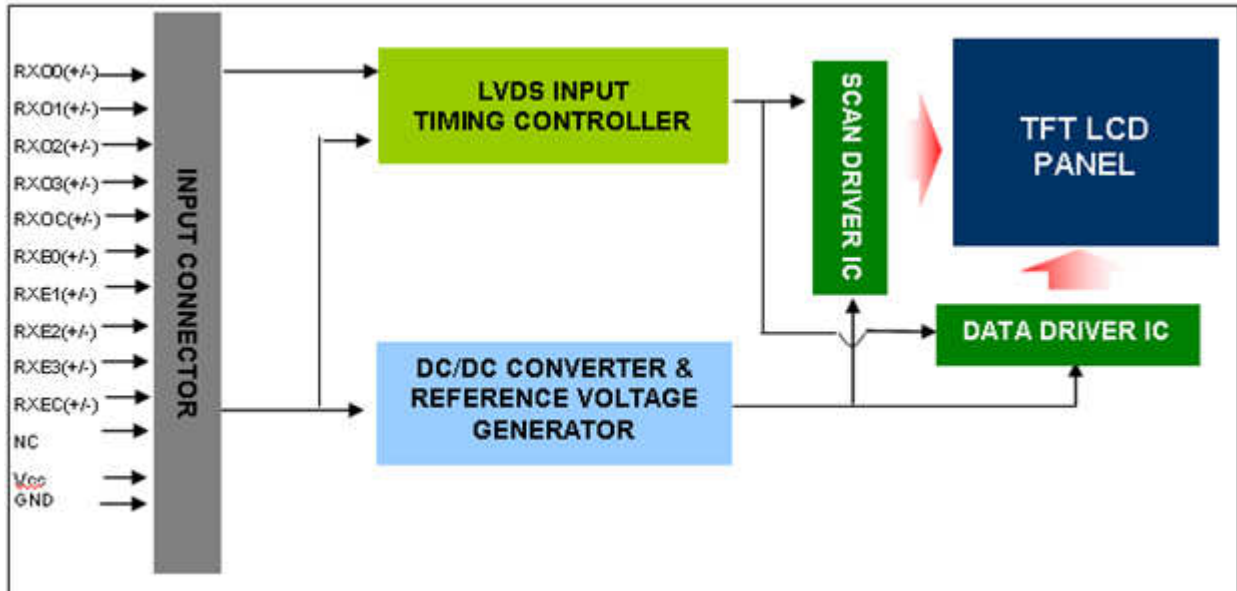 RXO0(+/-)
RXO1(+/-)
RXO2(+/-)
RXO3(+/-)
RXOC(+/-)
RXE0(+/-)
RXE1(+/-)
RXE2(+/-)
RXE3(+/-)
RXEC(+/-)
NC
Vcc
GND
INPUT CONNECTOR
LVDS INPUT
TIMING CONTROLLER
DC/DC CONVERTER &
REFERENCE VOLTAGE
GENERATOR
SCAN DRIVER IC
TFT LCD
PANEL
DATA DRIVER IC